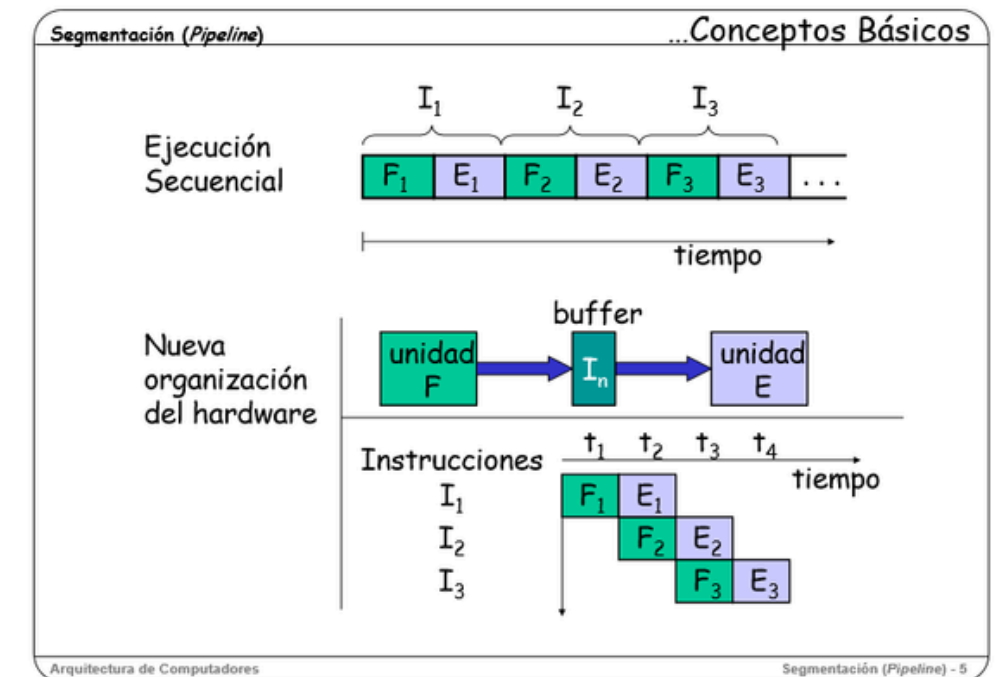 Segmentación (Pipeline)
...Conceptos Básicos
I₁ I₂ I₃
Ejecución
Secuencial
F₁ E₁ F₂ E₂ F₃ E₃ ...
tiempo
Nueva
organización
del hardware
buffer
unidad
F
Iₙ
unidad
E
Instrucciones
t₁ t₂ t₃ t₄
tiempo
I₁ F₁ E₁
I₂ F₂ E₂
I₃ F₃ E₃
Arquitectura de Computadores
Segmentación (Pipeline) - 5